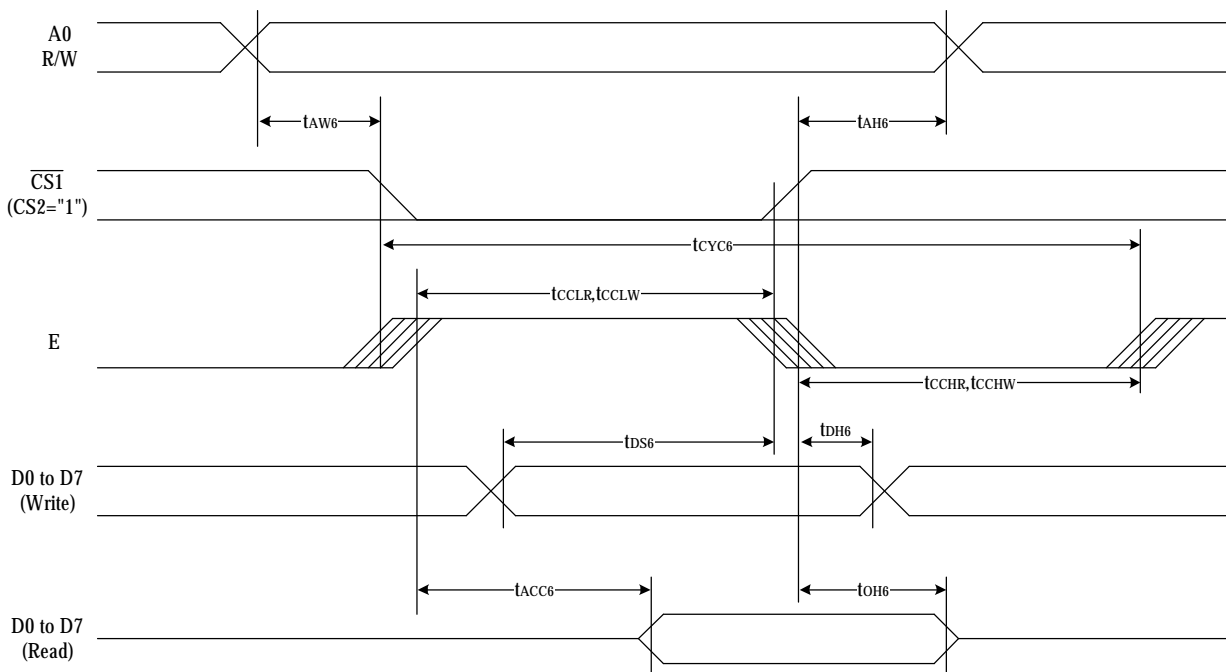 A0
R/W
tAW6
tAH6
CS1
(CS2="1")
tCYC6
tCCLR,tCCLW
E
tCCHR,tCCHW
tDS6
tDH6
D0 to D7
(Write)
tACC6
tOH6
D0 to D7
(Read)